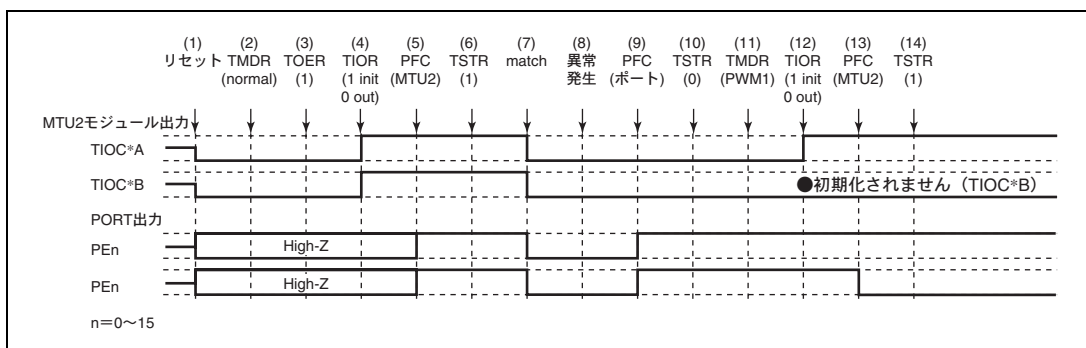 (1) (2) (3) (4) (5) (6) (7) (8) (9) (10) (11) (12) (13) (14)
リセット TMDR TOER TIOR PFC TSTR match 異常 PFC TSTR TMDR TIOR PFC TSTR
(normal) (1) (1 init (MTU2) (1) 発生 (ポート) (0) (PWM1) (1 init (MTU2) (1)
0 out) 0 out)
MTU2モジュール出力
TIOC*A
TIOC*B ●初期化されません（TIOC*B）
PORT出力
PEn High-Z
PEn High-Z
n＝0〜15